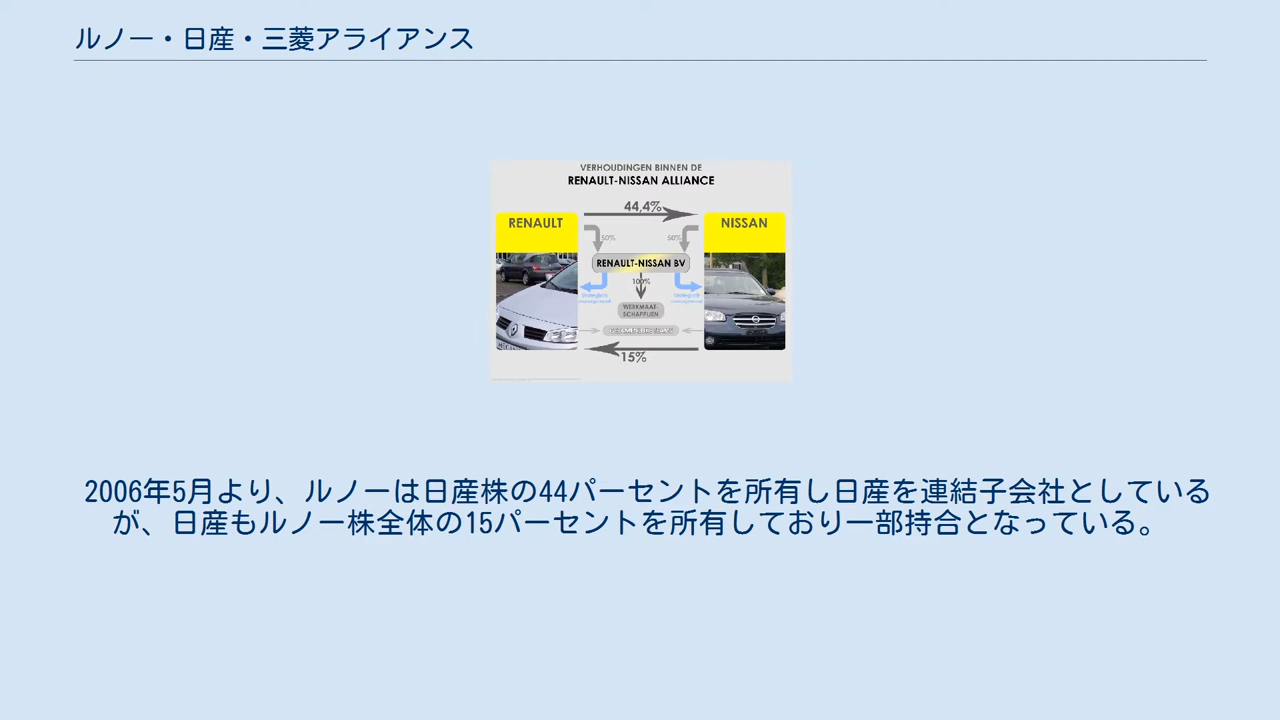 ルノー・日産・三菱アライアンス
VERHOUDINGEN BINNEN DE
RENAULT-NISSAN ALLIANCE
44,4%
RENAULT
NISSAN
50%
50%
RENAULT-NISSAN BV
100%
WERKMAAT-
SCHAPPIJEN
15%
2006年5月より、ルノーは日産株の44パーセントを所有し日産を連結子会社としている
が、日産もルノー株全体の15パーセントを所有しており一部持合となっている。